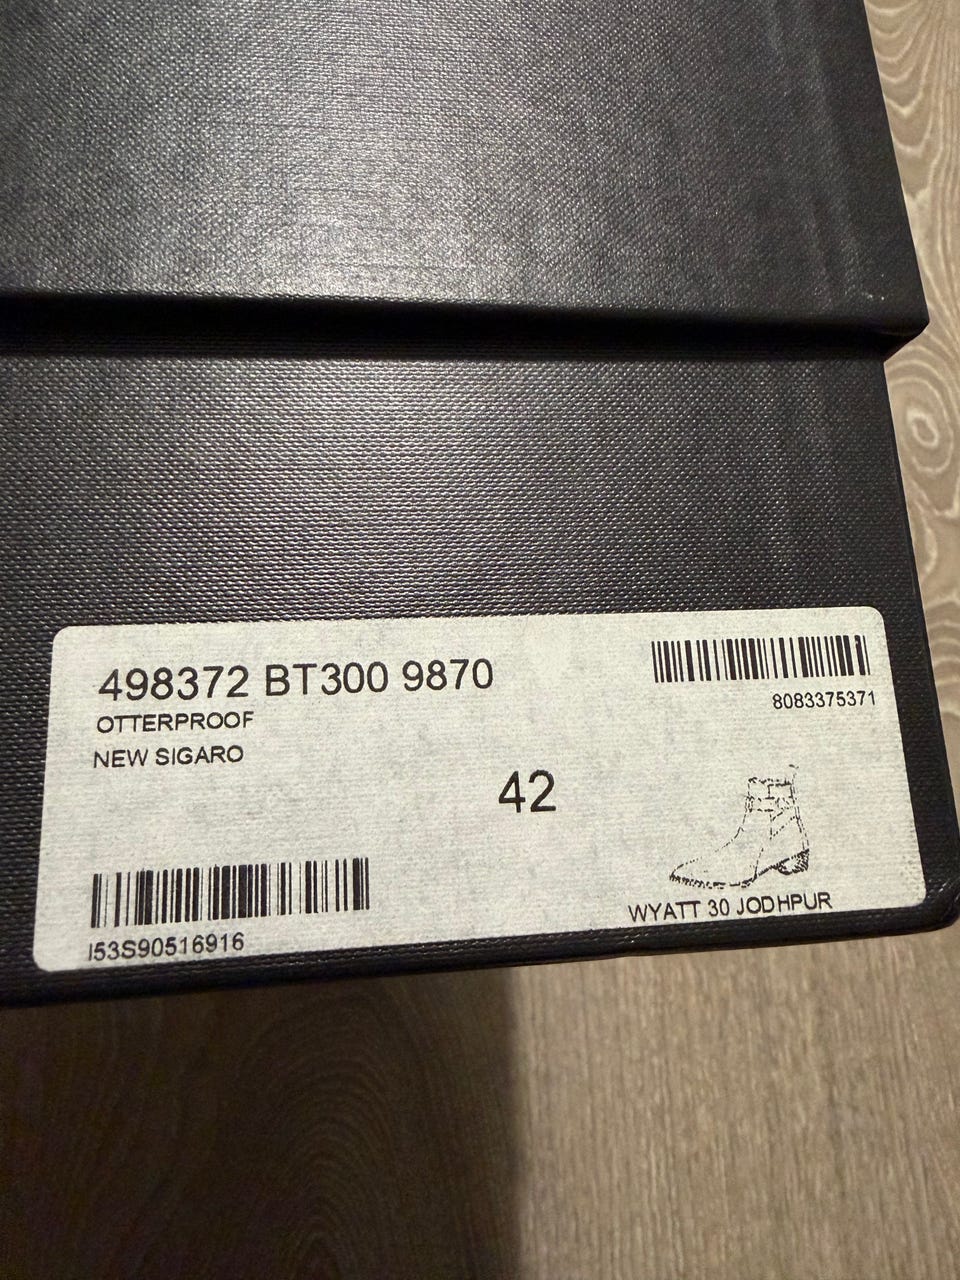 498372 BT300 9870
OTTERPROOF
NEW SIGARO
8083375371
42
I53S90516916
WYATT 30 JODHPUR